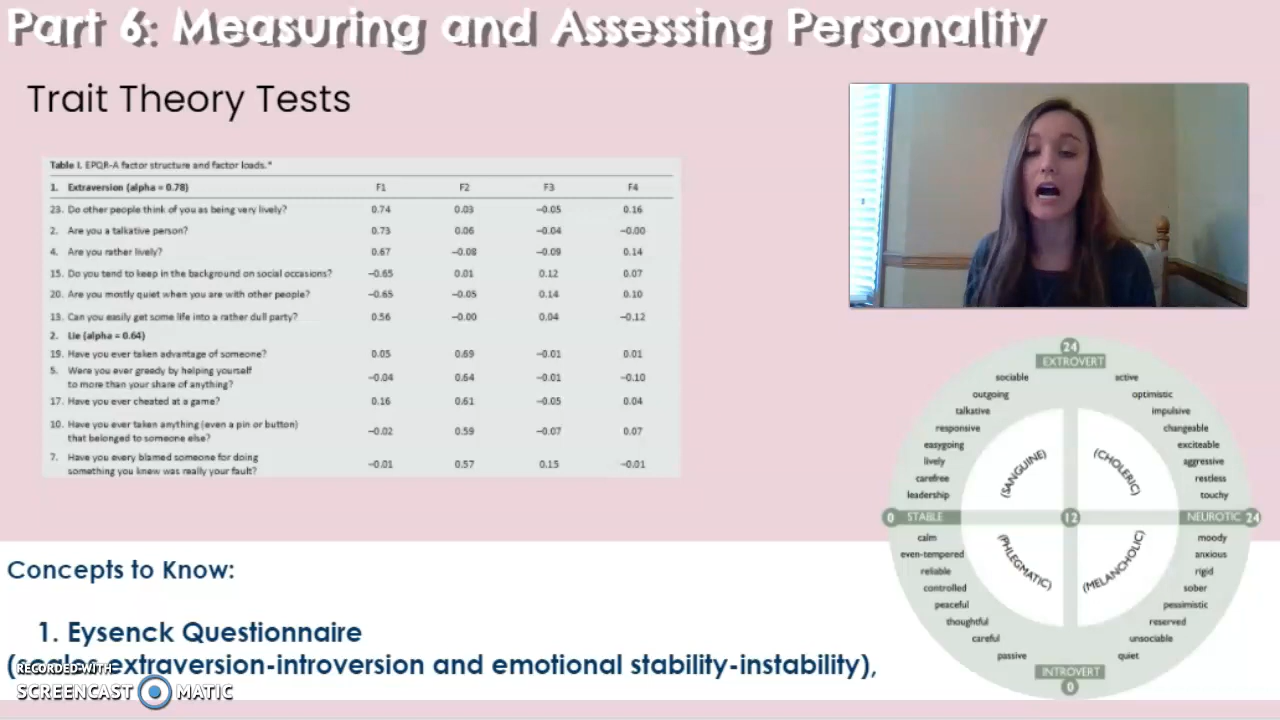 Part 6: Measuring and Assessing Personality
Trait Theory Tests
Table I. EPQR-A factor structure and factor loads.*
1. Extraversion (alpha = 0.78) F1 F2 F3 F4
23. Do other people think of you as being very lively? 0.74 0.03 −0.05 0.16
2. Are you a talkative person? 0.73 0.06 −0.04 −0.00
4. Are you rather lively? 0.67 −0.08 −0.09 0.14
15. Do you tend to keep in the background on social occasions? −0.65 0.01 0.12 0.07
20. Are you mostly quiet when you are with other people? −0.65 −0.05 0.14 0.10
13. Can you easily get some life into a rather dull party? 0.56 −0.00 0.04 −0.12
2. Lie (alpha = 0.64)
19. Have you ever taken advantage of someone? 0.05 0.69 −0.01 0.01
5. Were you ever greedy by helping yourself
to more than your share of anything? −0.04 0.64 −0.01 −0.10
17. Have you ever cheated at a game? 0.16 0.61 −0.05 0.04
10. Have you ever taken anything (even a pin or button)
that belonged to someone else? −0.02 0.59 −0.07 0.07
7. Have you every blamed someone for doing
something you knew was really your fault? −0.01 0.57 0.15 −0.01
24
EXTROVERT
sociable active
outgoing optimistic
talkative impulsive
responsive changeable
easygoing exciteable
lively aggressive
carefree restless
leadership touchy
(SANGUINE) (CHOLERIC)
0 STABLE 12 NEUROTIC 24
(PHLEGMATIC) (MELANCHOLIC)
calm moody
even-tempered anxious
reliable rigid
controlled sober
peaceful pessimistic
thoughtful reserved
careful unsociable
passive quiet
INTROVERT
0
Concepts to Know:
1. Eysenck Questionnaire
extraversion-introversion and emotional stability-instability),
RECORDED WITH
SCREENCAST MATIC